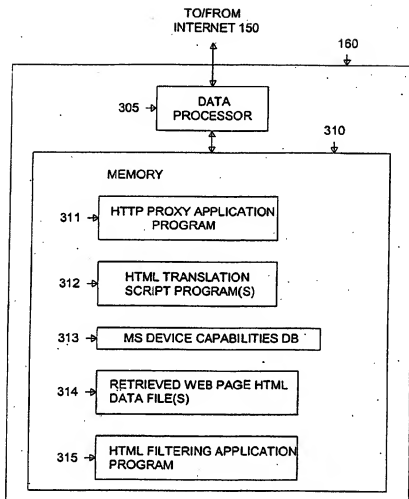 TO/FROM
INTERNET 150
160
305
DATA
PROCESSOR
310
MEMORY
311
HTTP PROXY APPLICATION
PROGRAM
312
HTML TRANSLATION
SCRIPT PROGRAM(S)
313
MS DEVICE CAPABILITIES DB
314
RETRIEVED WEB PAGE HTML
DATA FILE(S)
315
HTML FILTERING APPLICATION
PROGRAM